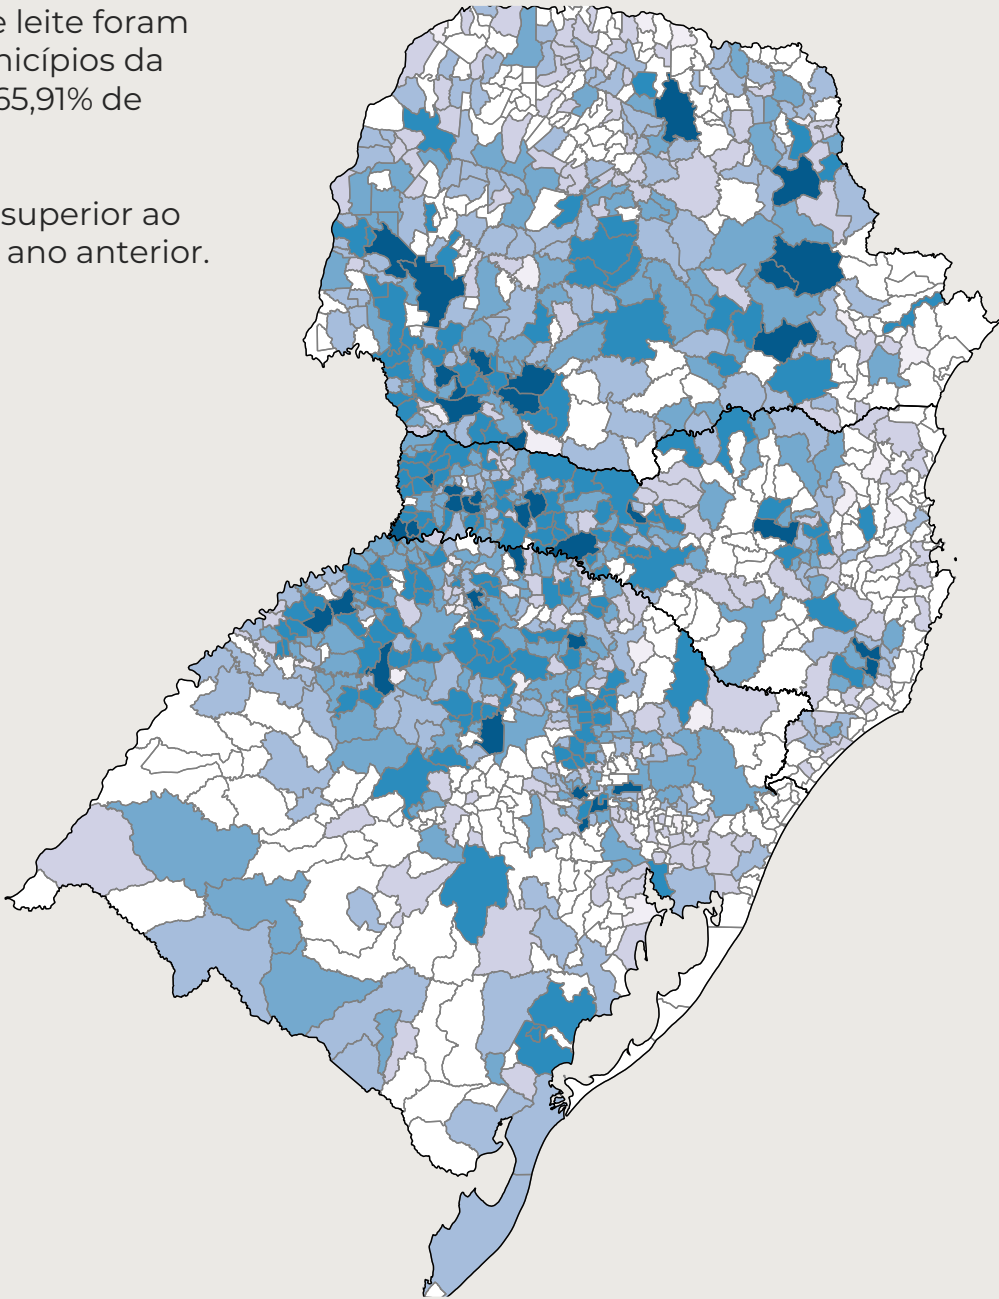 e leite foram
nicípios da
65,91% de
superior ao
ano anterior.